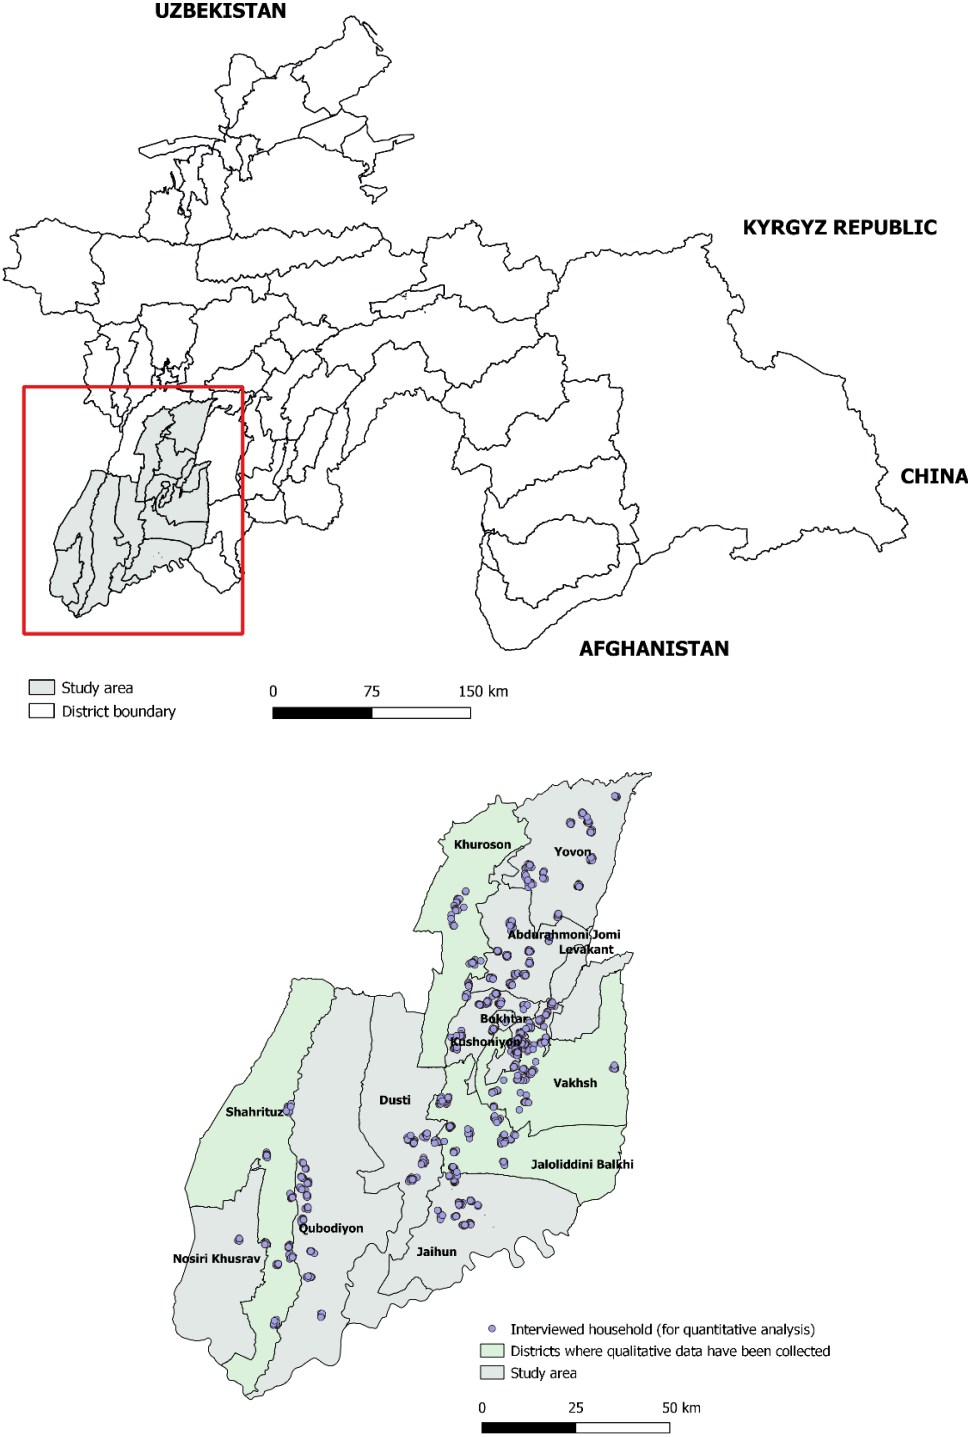 UZBEKISTAN
KYRGYZ REPUBLIC
CHINA
AFGHANISTAN
Study area
District boundary
0 75 150 km
Khuroson
Yovon
Abdurahmoni Jomi
Levakant
Bokhtar
Kushoniyon
Vakhsh
Dusti
Shahrituz
Jaloliddini Balkhi
Qubodiyon
Jaihun
Nosiri Khusrav
Interviewed household (for quantitative analysis)
Districts where qualitative data have been collected
Study area
0 25 50 km